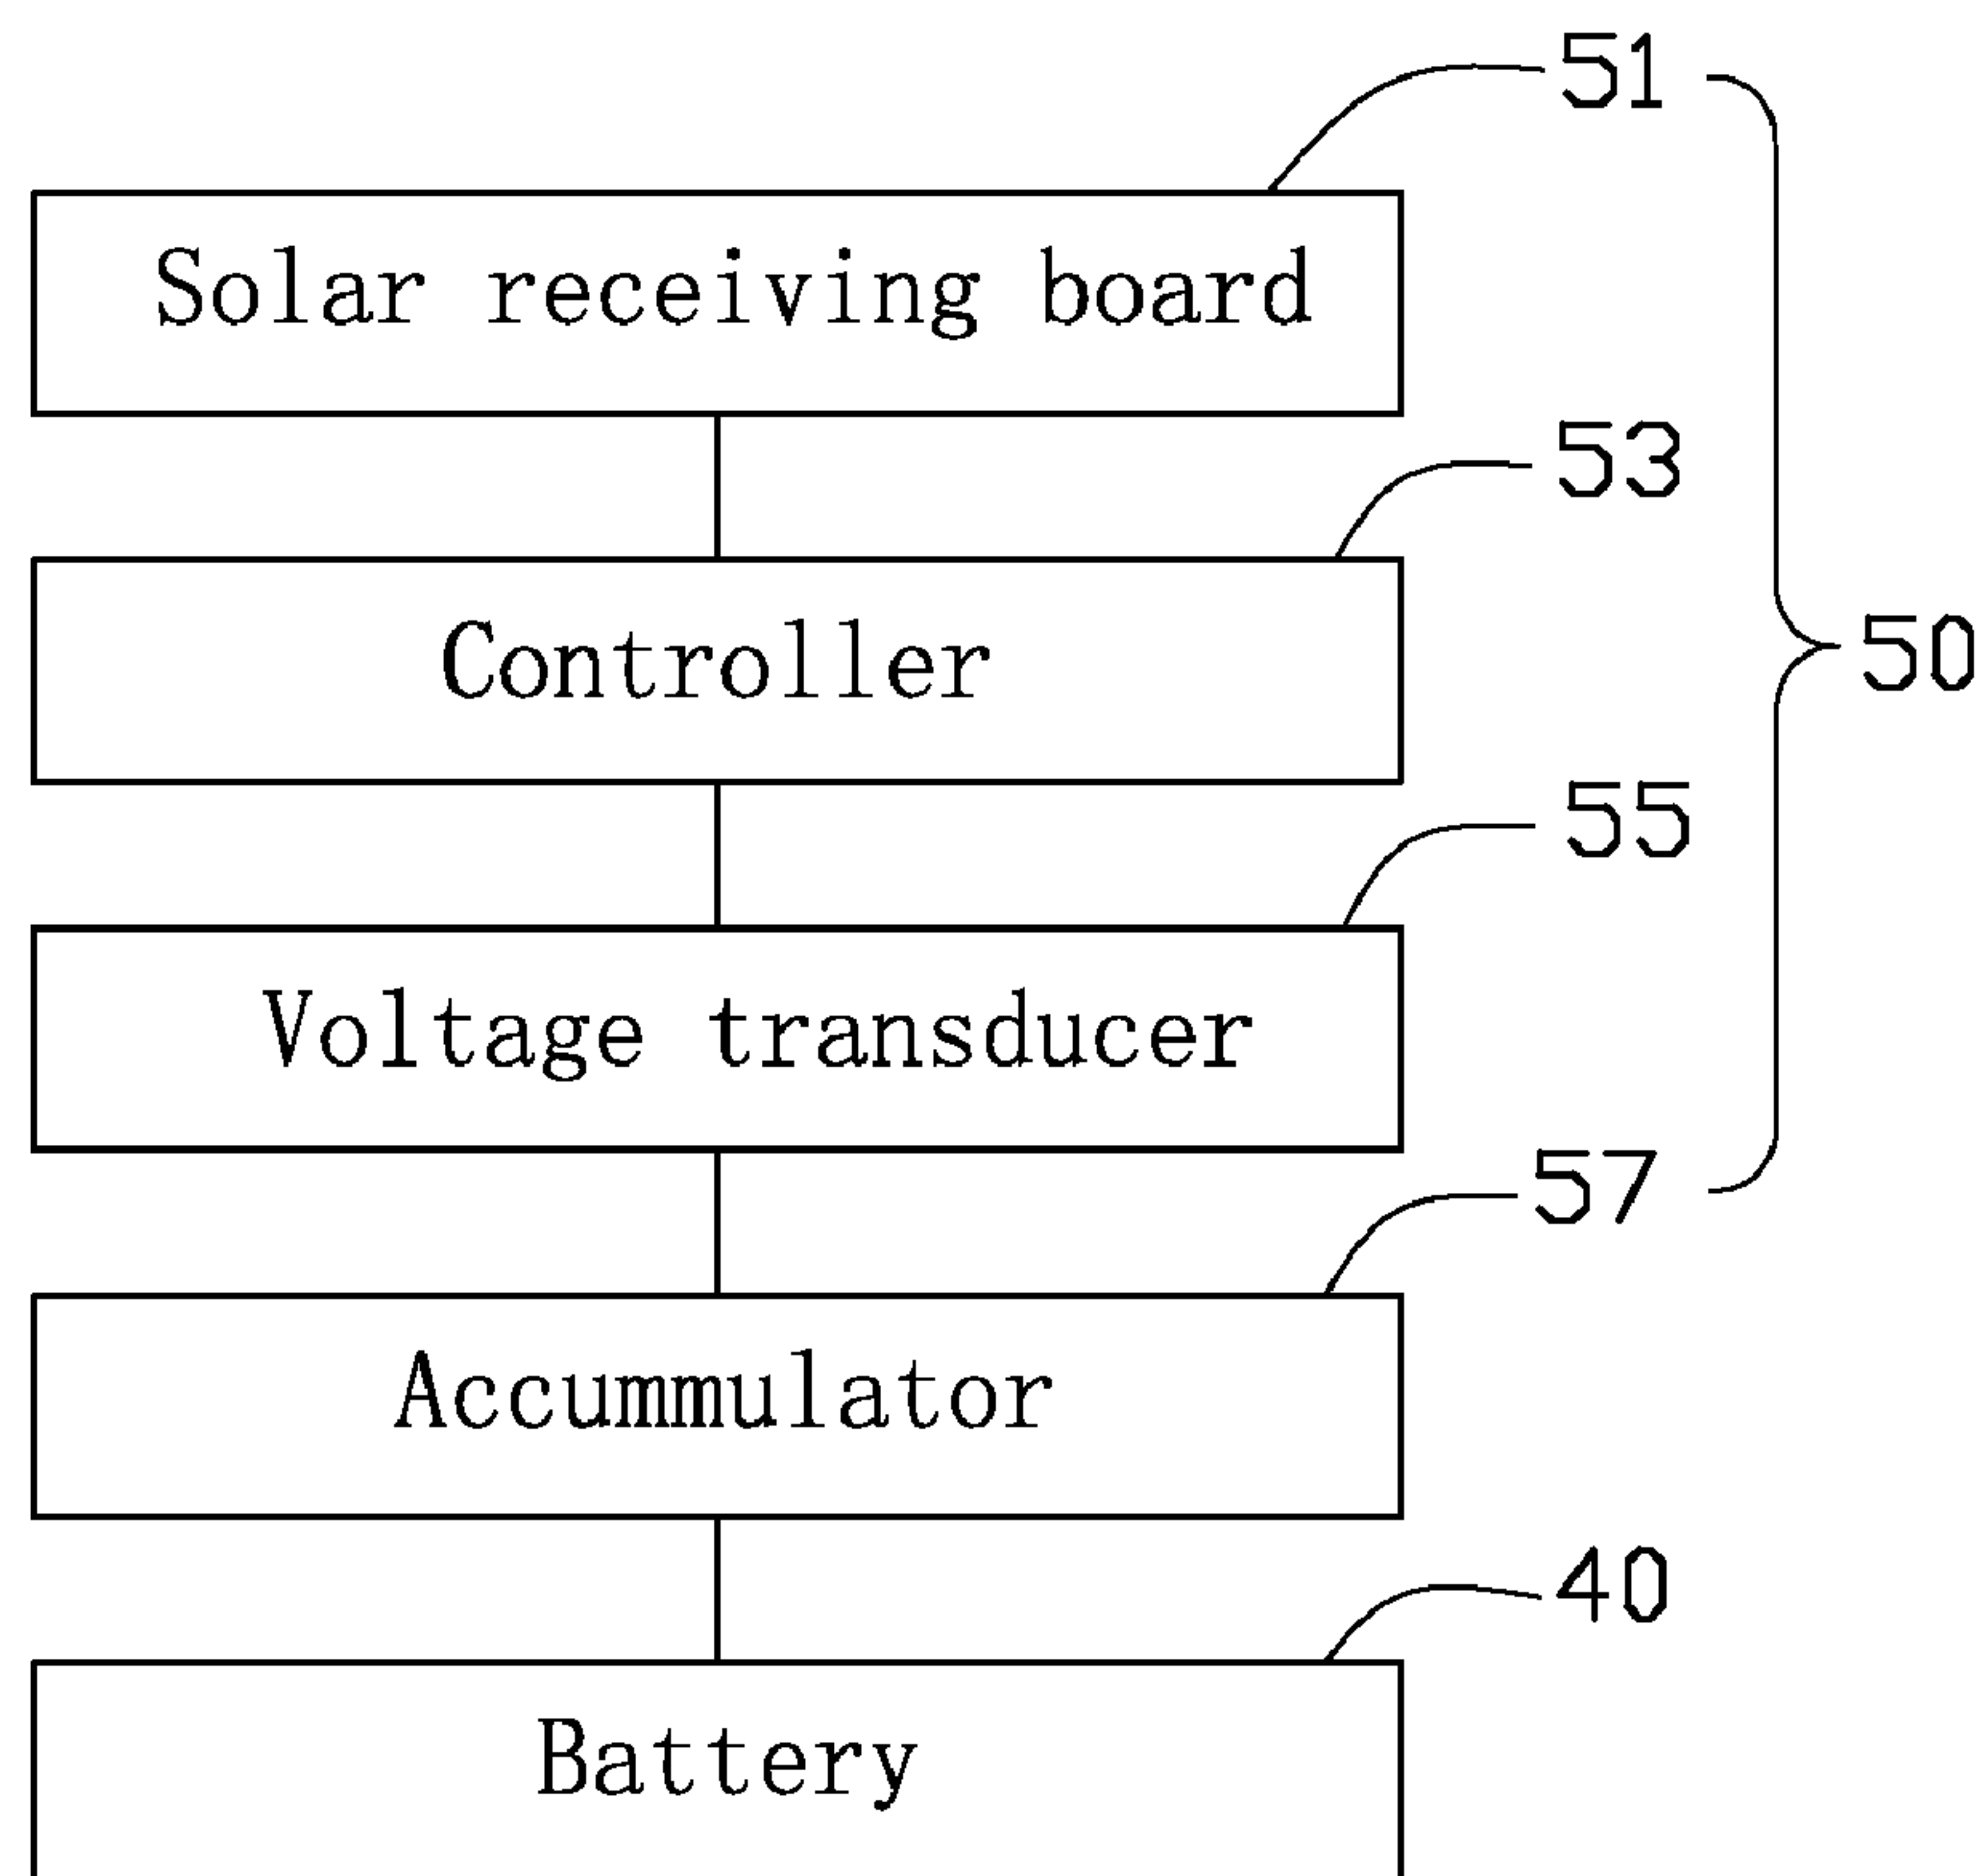 51
Solar receiving board
53
Controller
50
55
Voltage transducer
57
Accummulator
40
Battery